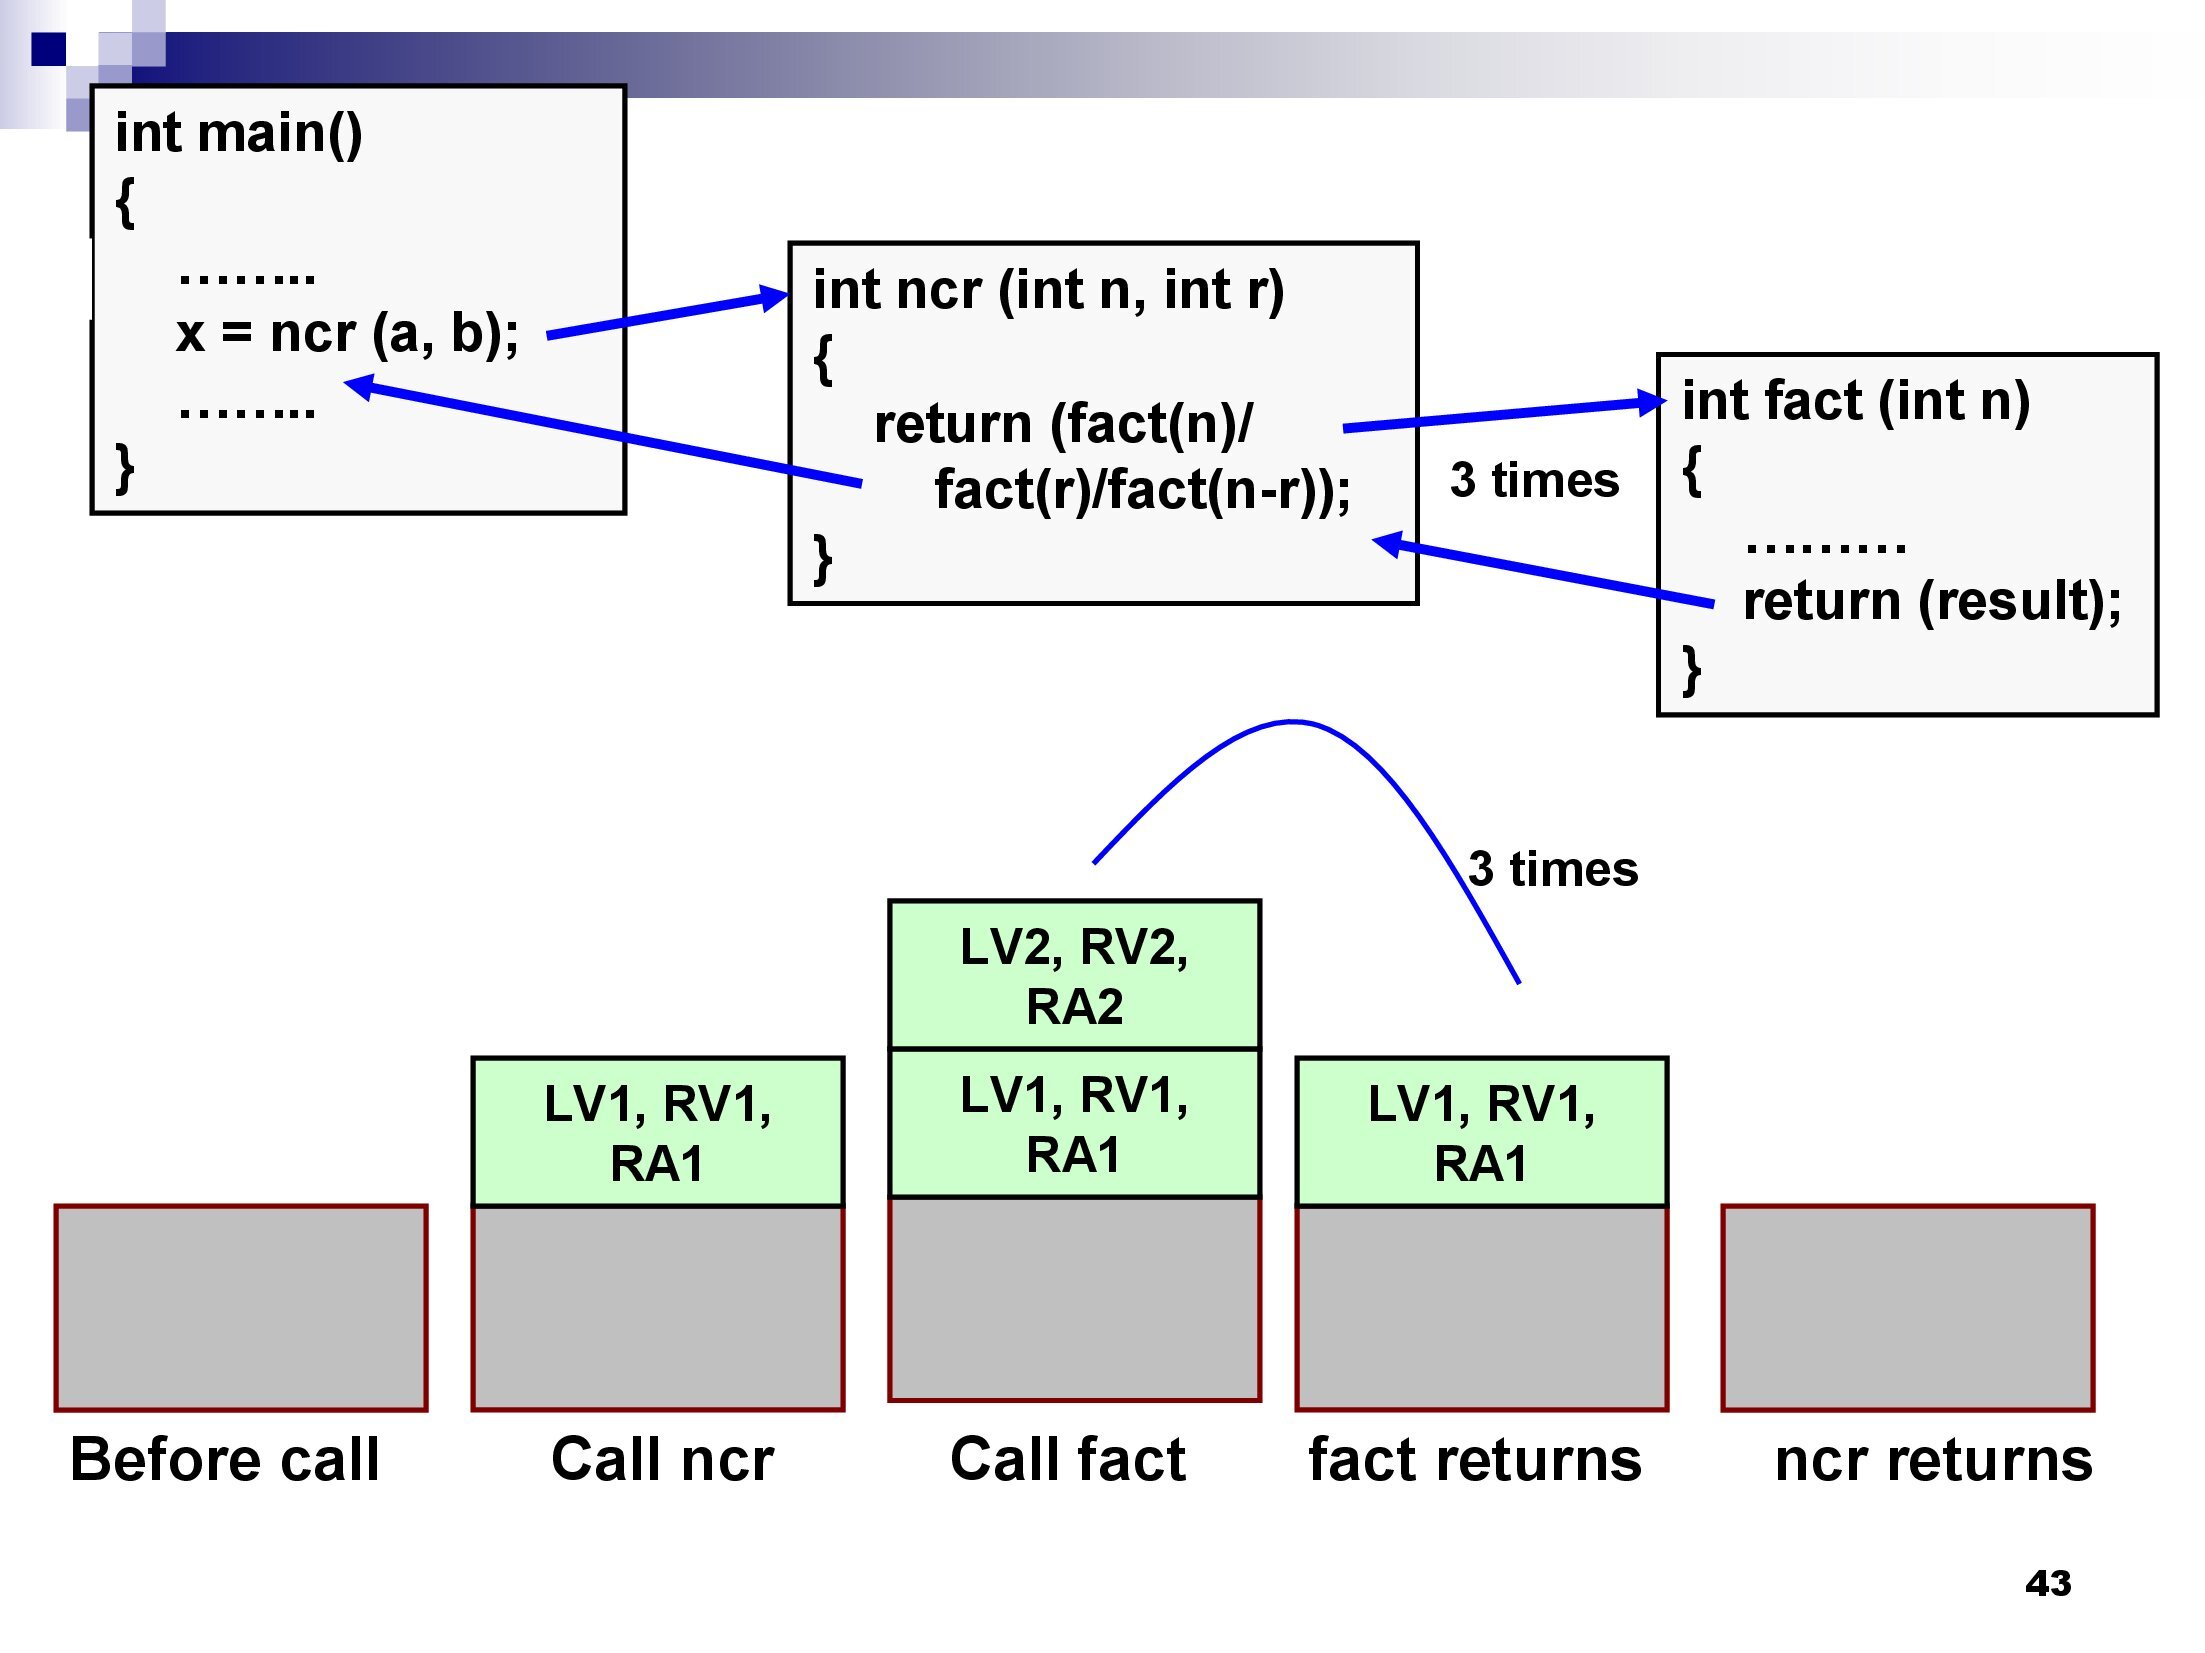 int main()
{
……..
x = ncr (a, b);
……..
}
int ncr (int n, int r)
{
return (fact(n)/
fact(r)/fact(n-r));
}
3 times
int fact (int n)
{
………
return (result);
}
3 times
LV2, RV2,
RA2
LV1, RV1,
RA1
LV1, RV1,
RA1
LV1, RV1,
RA1
Before call
Call ncr
Call fact
fact returns
ncr returns
43